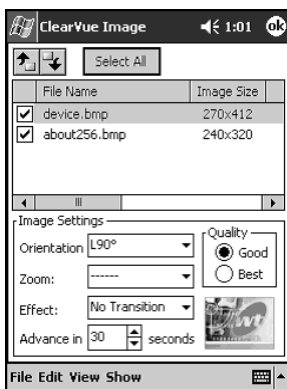 ClearVue Image 1:01 ok
Select All
File Name Image Size
device.bmp 270x412
about256.bmp 240x320
Image Settings
Orientation L90°
Zoom: ------
Effect: No Transition
Advance in 30 seconds
Quality
Good
Best
File Edit View Show